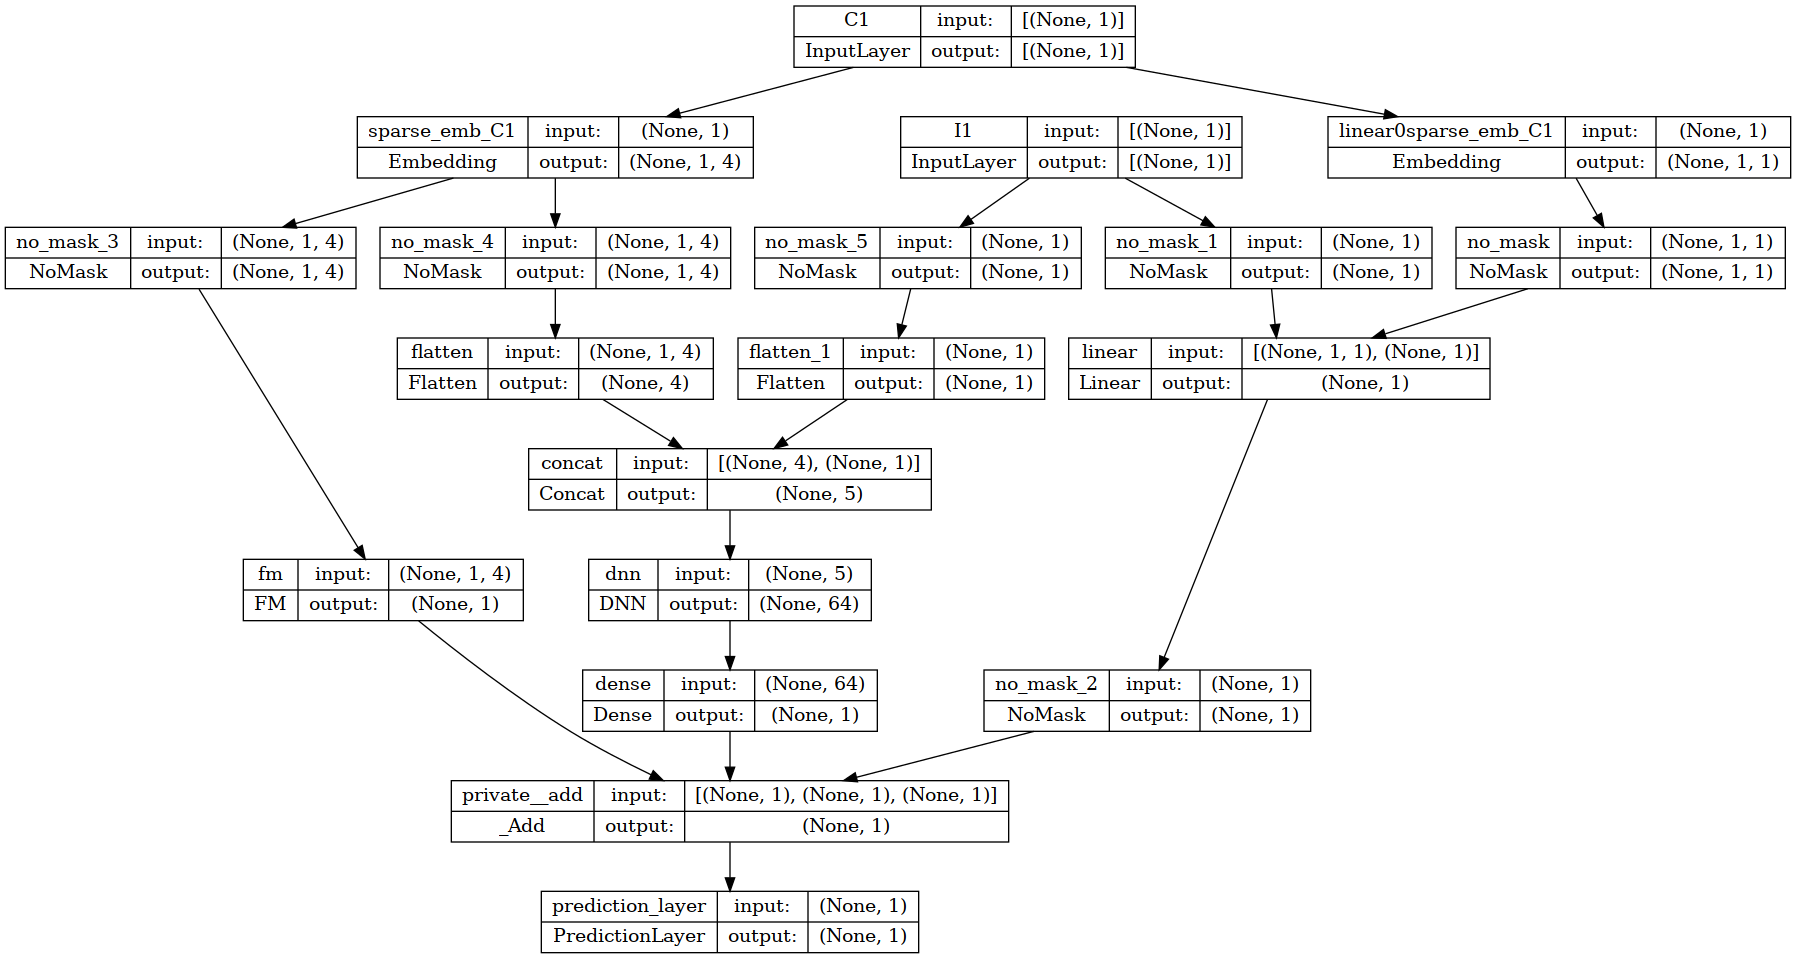 C1 input: [(None, 1)]
InputLayer output: [(None, 1)]
sparse_emb_C1 input: (None, 1)
Embedding output: (None, 1, 4)
I1 input: [(None, 1)]
InputLayer output: [(None, 1)]
linear0sparse_emb_C1 input: (None, 1)
Embedding output: (None, 1, 1)
no_mask_3 input: (None, 1, 4)
NoMask output: (None, 1, 4)
no_mask_4 input: (None, 1, 4)
NoMask output: (None, 1, 4)
no_mask_5 input: (None, 1)
NoMask output: (None, 1)
no_mask_1 input: (None, 1)
NoMask output: (None, 1)
no_mask input: (None, 1, 1)
NoMask output: (None, 1, 1)
flatten input: (None, 1, 4)
Flatten output: (None, 4)
flatten_1 input: (None, 1)
Flatten output: (None, 1)
linear input: [(None, 1, 1), (None, 1)]
Linear output: (None, 1)
concat input: [(None, 4), (None, 1)]
Concat output: (None, 5)
fm input: (None, 1, 4)
FM output: (None, 1)
dnn input: (None, 5)
DNN output: (None, 64)
dense input: (None, 64)
Dense output: (None, 1)
no_mask_2 input: (None, 1)
NoMask output: (None, 1)
private__add input: [(None, 1), (None, 1), (None, 1)]
_Add output: (None, 1)
prediction_layer input: (None, 1)
PredictionLayer output: (None, 1)